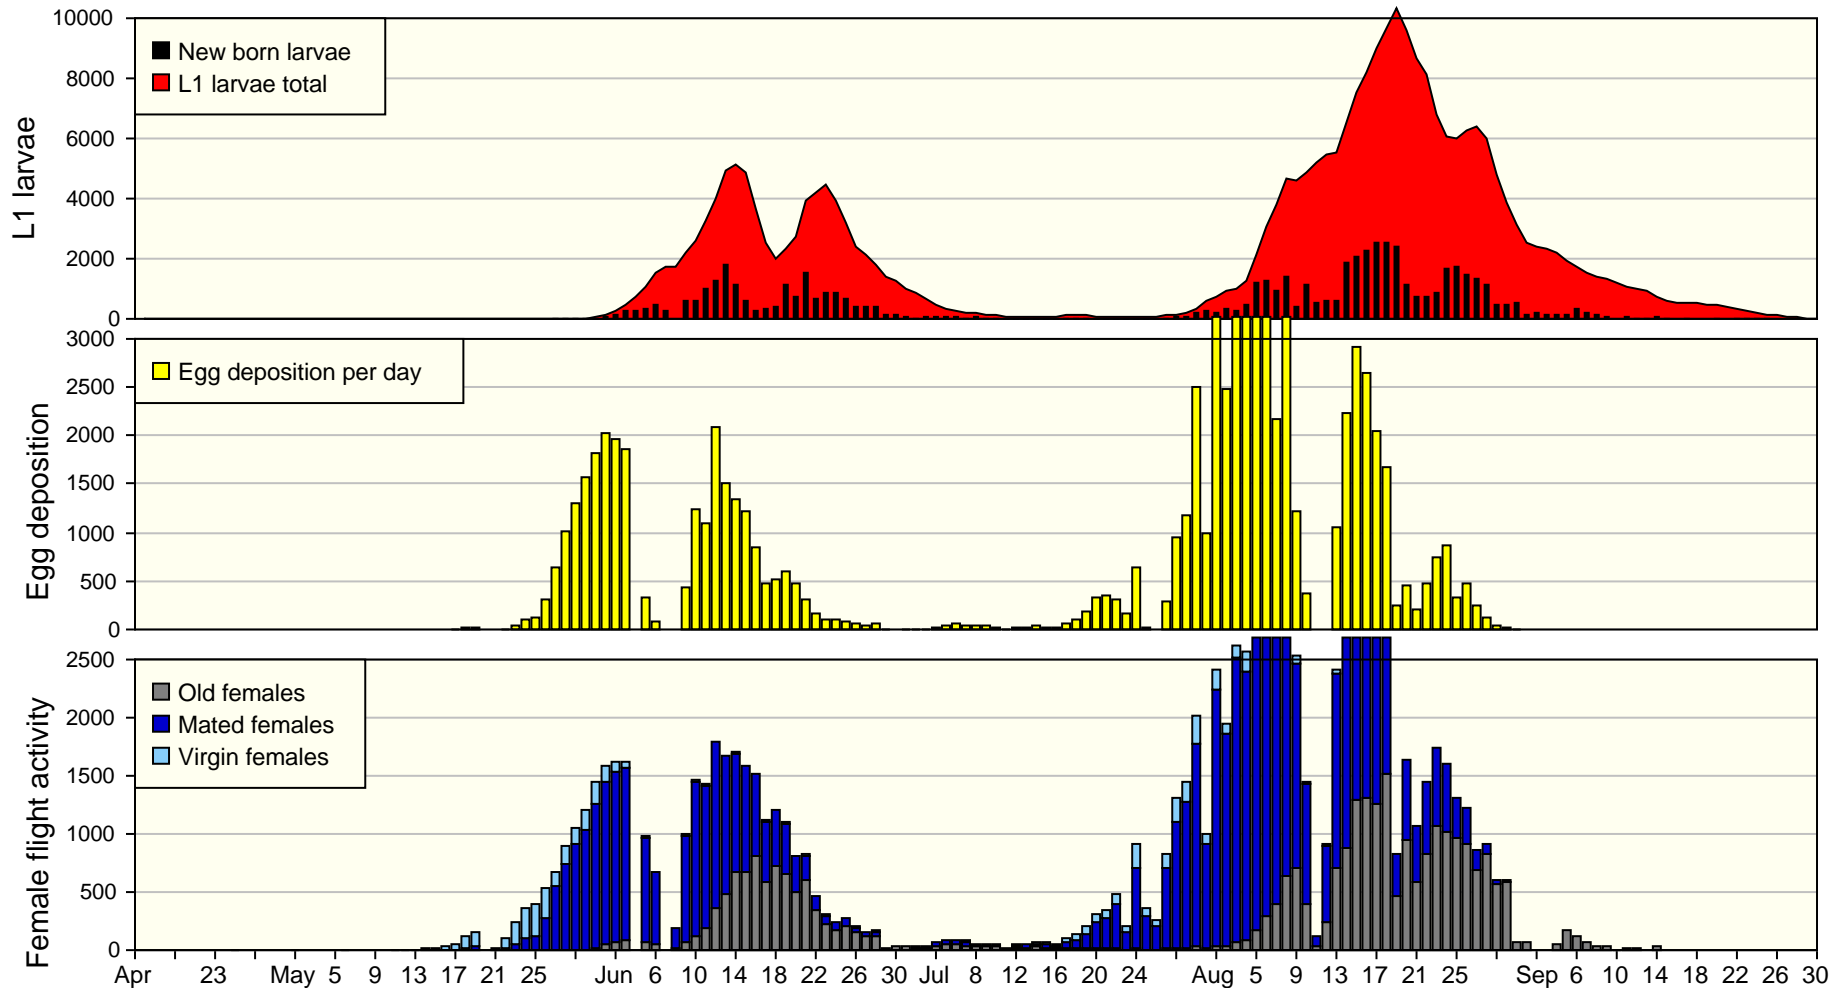 10000
8000
6000
4000
2000
0
L1 larvae
New born larvae
L1 larvae total
3000
2500
2000
1500
1000
500
0
Egg deposition
Egg deposition per day
2500
2000
1500
1000
500
0
Female flight activity
Old females
Mated females
Virgin females
Apr 23 May 5 9 13 17 21 25 Jun 6 10 14 18 22 26 30 Jul 8 12 16 20 24 Aug 5 9 13 17 21 25 Sep 6 10 14 18 22 26 30